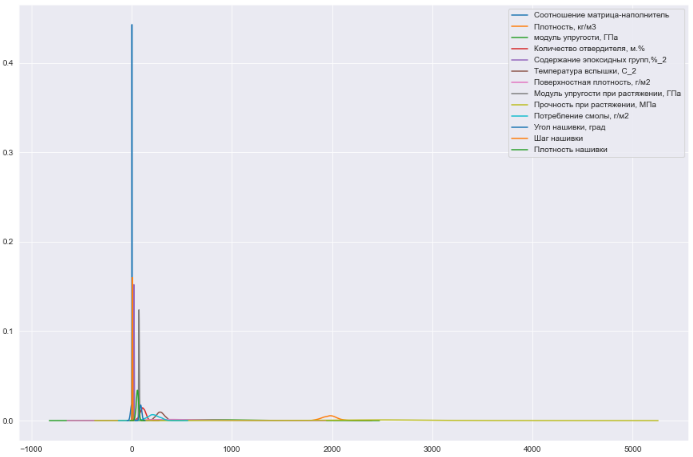 Соотношение матрица-наполнитель
Плотность, кг/м3
модуль упругости, ГПа
Количество отвердителя, м.%
Содержание эпоксидных групп,%_2
Температура вспышки, С_2
Поверхностная плотность, г/м2
Модуль упругости при растяжении, ГПа
Прочность при растяжении, МПа
Потребление смолы, г/м2
Угол нашивки, град
Шаг нашивки
Плотность нашивки
0.4
0.3
0.2
0.1
0.0
−1000 0 1000 2000 3000 4000 5000